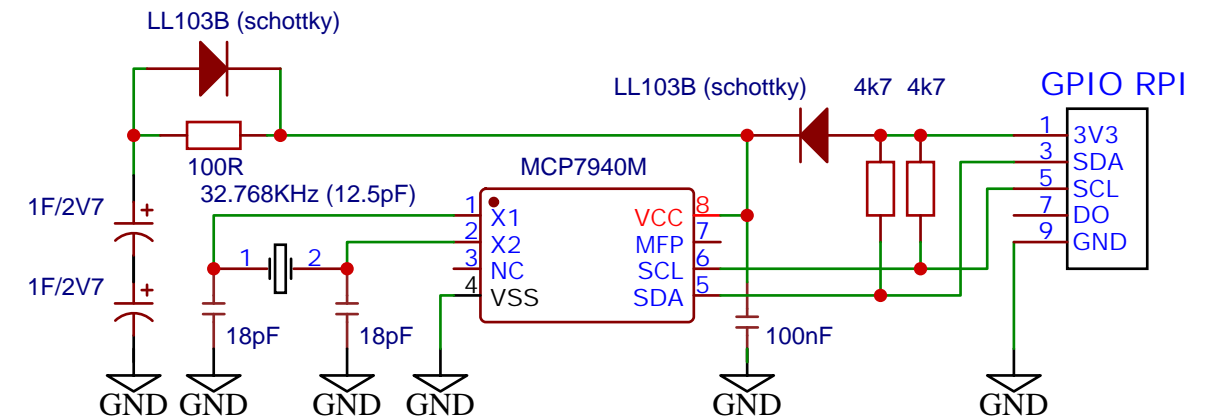 LL103B (schottky)
LL103B (schottky)
4k7 4k7
GPIO RPI
1 3V3
3 SDA
5 SCL
7 DO
9 GND
100R
32.768KHz (12.5pF)
MCP7940M
1F/2V7 +
1F/2V7 +
1 2
1 X1
2 X2
3 NC
4 VSS
VCC 8
MFP 7
SCL 6
SDA 5
18pF
18pF
100nF
GND GND GND GND GND GND